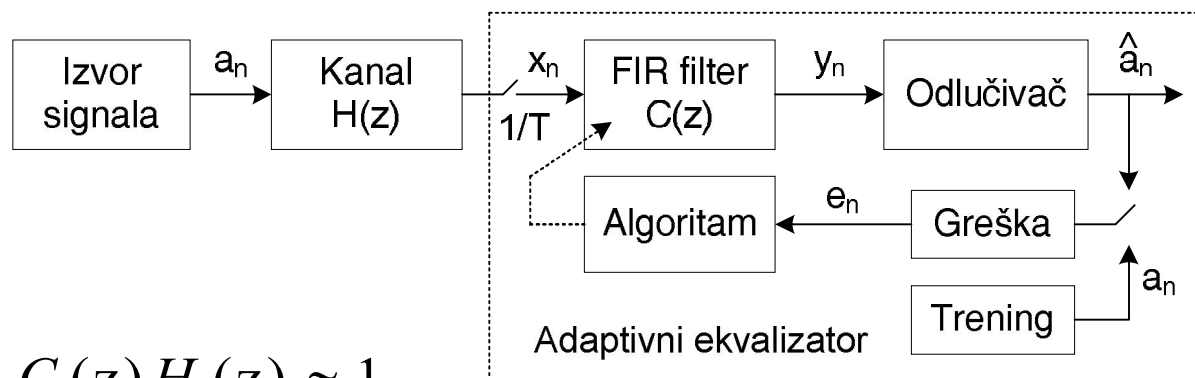 Izvor
signala
aₙ
Kanal
H(z)
xₙ
1/T
FIR filter
C(z)
yₙ
Odlučivač
âₙ
Algoritam
eₙ
Greška
aₙ
Trening
Adaptivni ekvalizator
C(z)H(z) ≈ 1